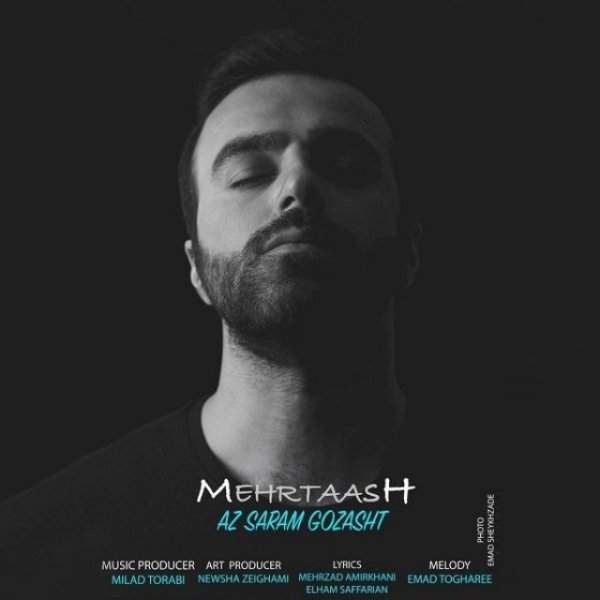 MEHRTAASH
AZ SARAM GOZASHT
PHOTO
EMAD SHEYKHZADE
MUSIC PRODUCER
MILAD TORABI
ART PRODUCER
NEWSHA ZEIGHAMI
LYRICS
MEHRZAD AMIRKHANI
ELHAM SAFFARIAN
MELODY
EMAD TOGHAREE